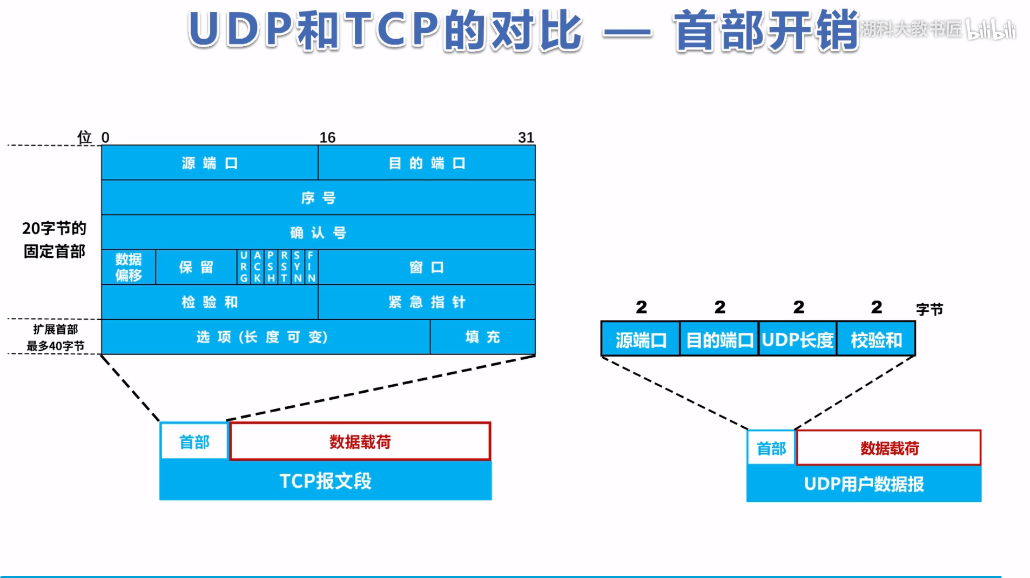 UDP和TCP的对比 — 首部开销
湖科大教书匠 bilibili
位 0 16 31
源端口 目的端口
序号
20字节的
固定首部
确认号
数据
偏移
保留
URG ACK PSH RST SYN FIN
窗口
检验和 紧急指针
扩展首部
最多40字节
选项 (长度可变) 填充
首部 数据载荷
TCP报文段
2 2 2 2 字节
源端口 目的端口 UDP长度 校验和
首部 数据载荷
UDP用户数据报